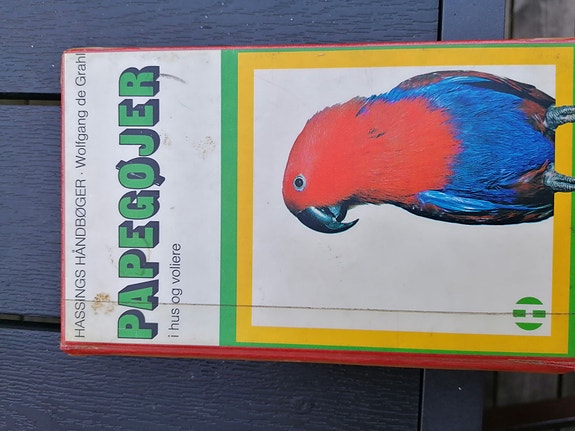 HASSINGS HÅNDBØGER · Wolfgang de Grahl
PAPEGØJER
i hus og voliere